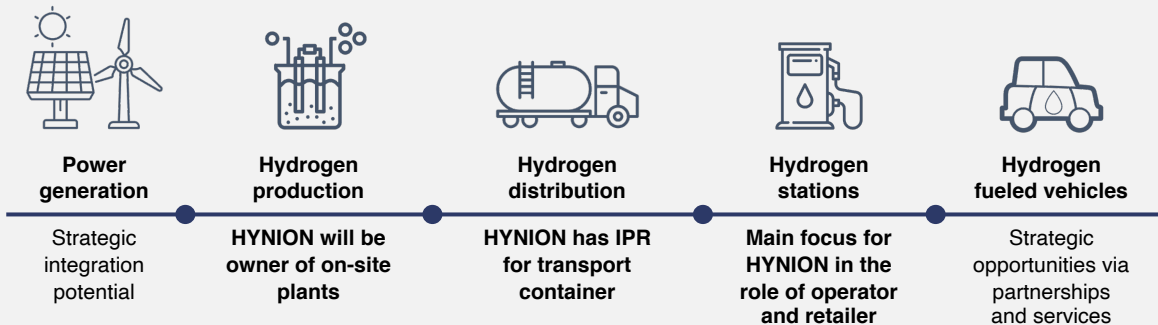 Power
generation
Hydrogen
production
Hydrogen
distribution
Hydrogen
stations
Hydrogen
fueled vehicles
Strategic
integration
potential
HYNION will be
owner of on-site
plants
HYNION has IPR
for transport
container
Main focus for
HYNION in the
role of operator
and retailer
Strategic
opportunities via
partnerships
and services